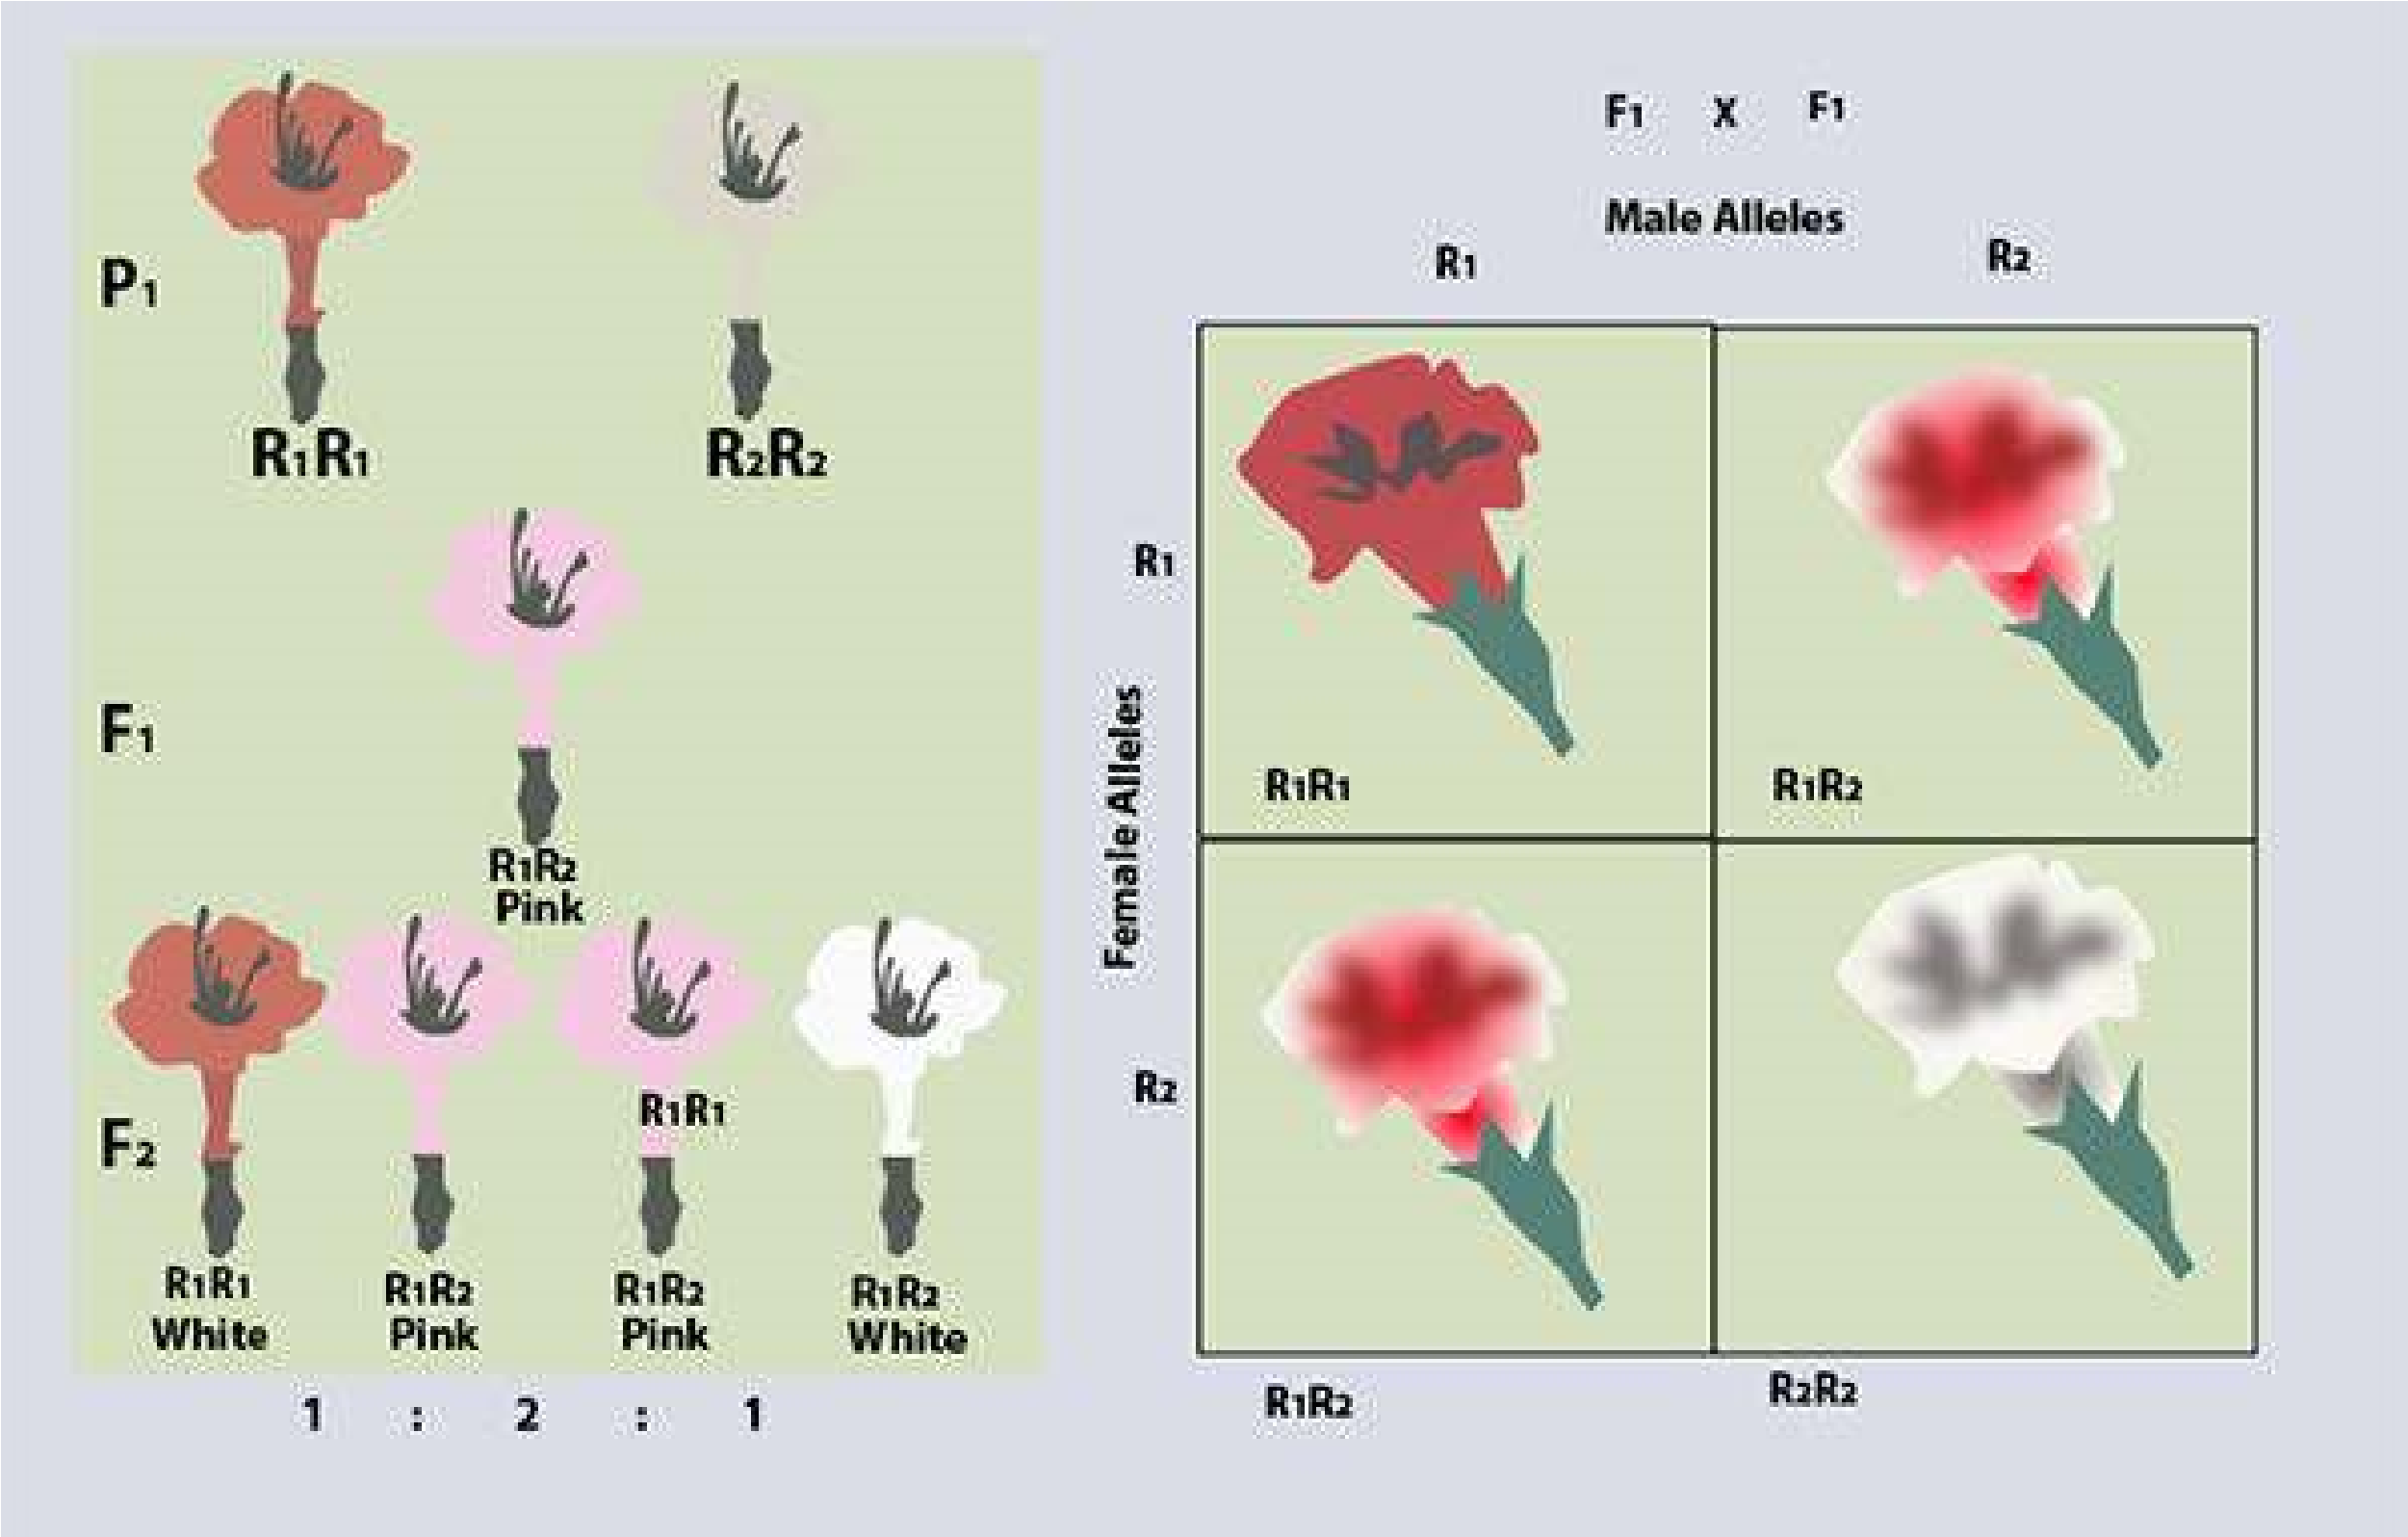 P1
R1R1
R2R2
F1
R1R2
Pink
F2
R1R1
R1R1
White
R1R2
Pink
R1R2
Pink
R1R2
White
1 : 2 : 1
F1 X F1
Male Alleles
R1
R2
Female Alleles
R1
R2
R1R1
R1R2
R1R2
R2R2